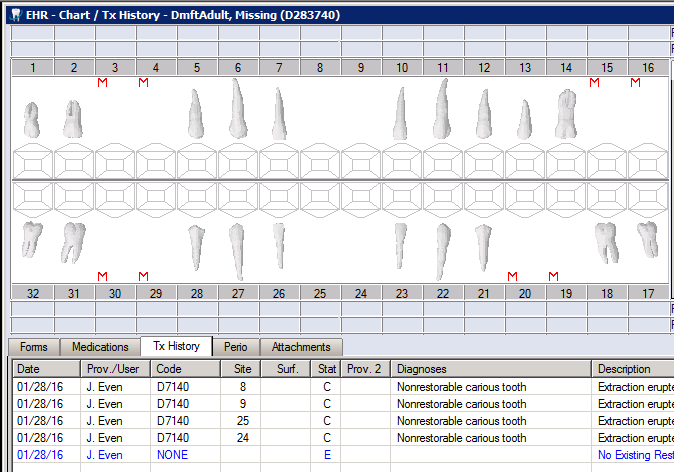 EHR - Chart / Tx History - DmftAdult, Missing (D283740)
1 2 3 4 5 6 7 8 9 10 11 12 13 14 15 16
M M M M
M M M M
32 31 30 29 28 27 26 25 24 23 22 21 20 19 18 17
Forms Medications Tx History Perio Attachments
Date Prov./User Code Site Surf. Stat Prov. 2 Diagnoses Description
01/28/16 J. Even D7140 8 C Nonrestorable carious tooth Extraction erupte
01/28/16 J. Even D7140 9 C Nonrestorable carious tooth Extraction erupte
01/28/16 J. Even D7140 25 C Nonrestorable carious tooth Extraction erupte
01/28/16 J. Even D7140 24 C Nonrestorable carious tooth Extraction erupte
01/28/16 J. Even NONE E No Existing Rest